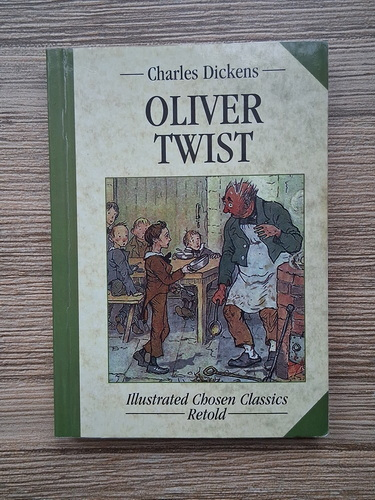 Charles Dickens
OLIVER
TWIST
Illustrated Chosen Classics
Retold